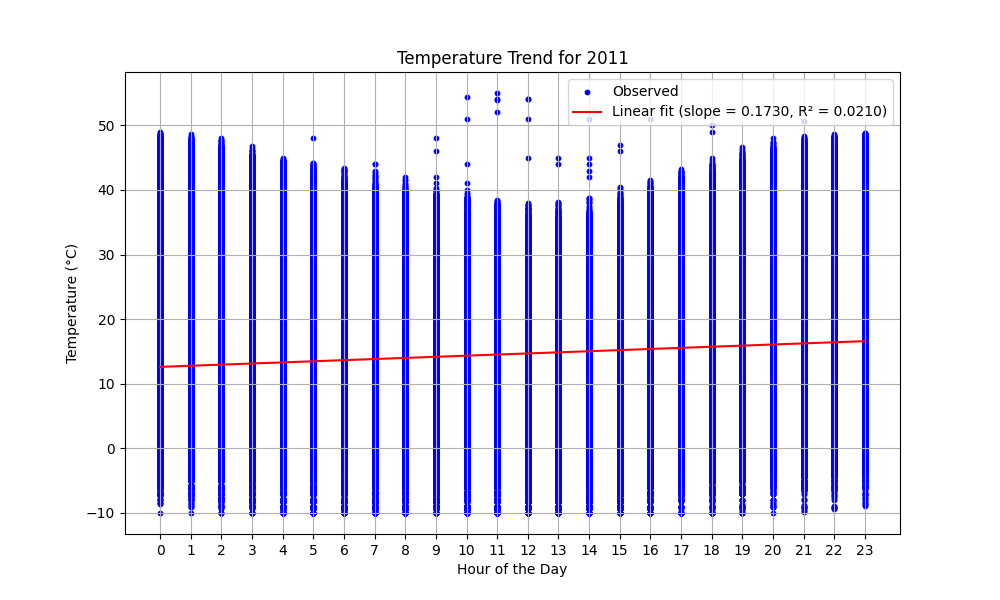 Temperature Trend for 2011
Observed
Linear fit (slope = 0.1730, R² = 0.0210)
Temperature (°C)
50
40
30
20
10
0
−10
0 1 2 3 4 5 6 7 8 9 10 11 12 13 14 15 16 17 18 19 20 21 22 23
Hour of the Day